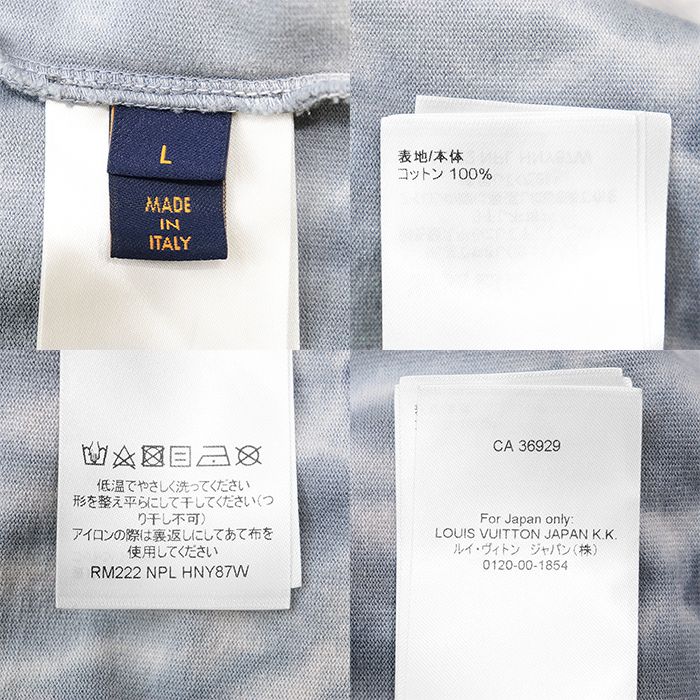 L
MADE
IN
ITALY
表地/本体
コットン 100%
低温でやさしく洗ってください
形を整え平らにして干してください(つ
り干し不可)
アイロンの際は裏返しにしてあて布を
使用してください
RM222 NPL HNY87W
CA 36929
For Japan only:
LOUIS VUITTON JAPAN K.K.
ルイ・ヴィトン ジャパン(株)
0120-00-1854